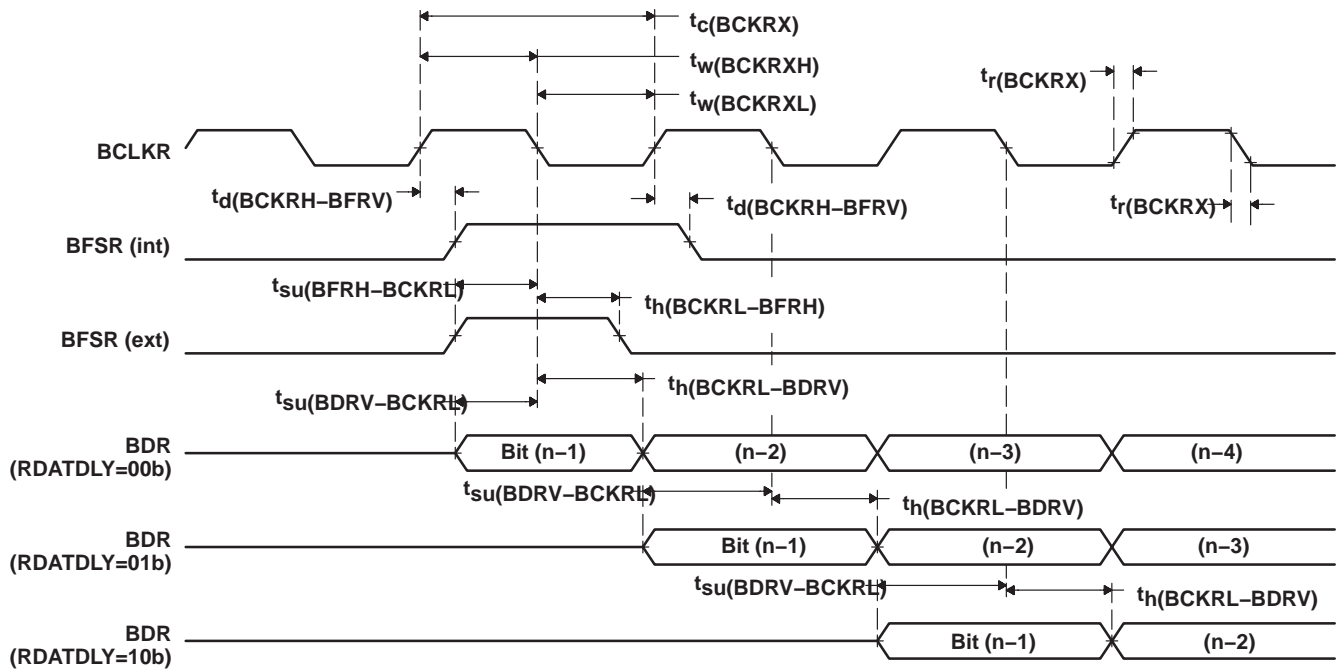 tc(BCKRX)
tw(BCKRXH)
tr(BCKRX)
tw(BCKRXL)
BCLKR
td(BCKRH–BFRV)
td(BCKRH–BFRV)
tr(BCKRX)
BFSR (int)
tsu(BFRH–BCKRL)
th(BCKRL–BFRH)
BFSR (ext)
th(BCKRL–BDRV)
tsu(BDRV–BCKRL)
BDR
(RDATDLY=00b)
Bit (n–1) (n–2) (n–3) (n–4)
tsu(BDRV–BCKRL)
th(BCKRL–BDRV)
BDR
(RDATDLY=01b)
Bit (n–1) (n–2) (n–3)
tsu(BDRV–BCKRL)
th(BCKRL–BDRV)
BDR
(RDATDLY=10b)
Bit (n–1) (n–2)